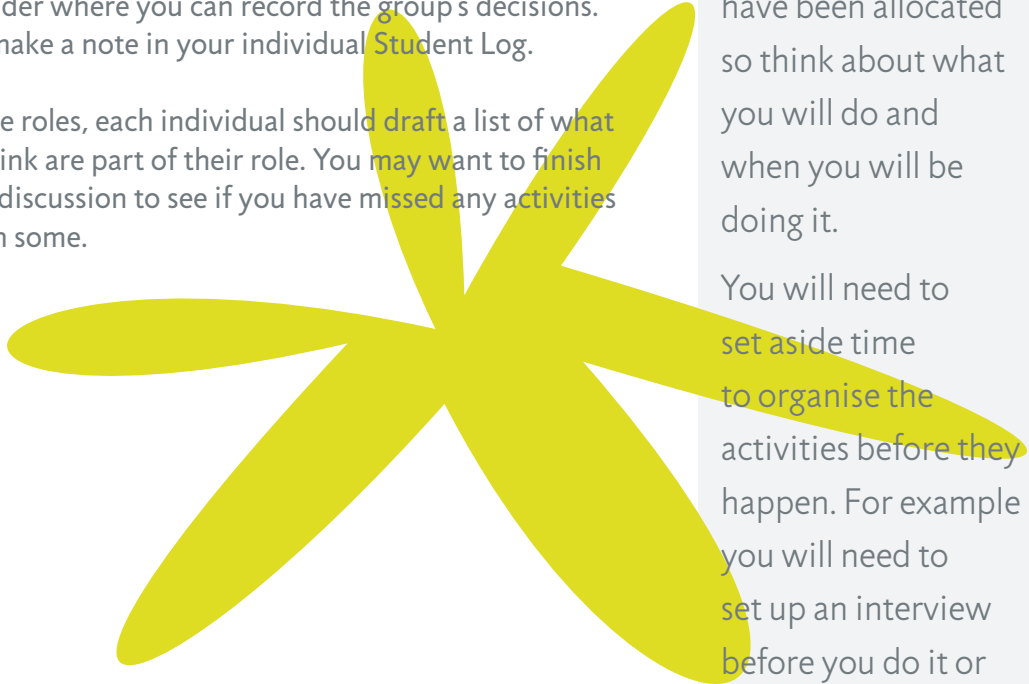 der where you can record the group's decisions.
make a note in your individual Student Log.
e roles, each individual should draft a list of what
ink are part of their role. You may want to finish
discussion to see if you have missed any activities
some.
have been allocated
so think about what
you will do and
when you will be
doing it.
You will need to
set aside time
to organise the
activities before they
happen. For example
you will need to
set up an interview
before you do it or